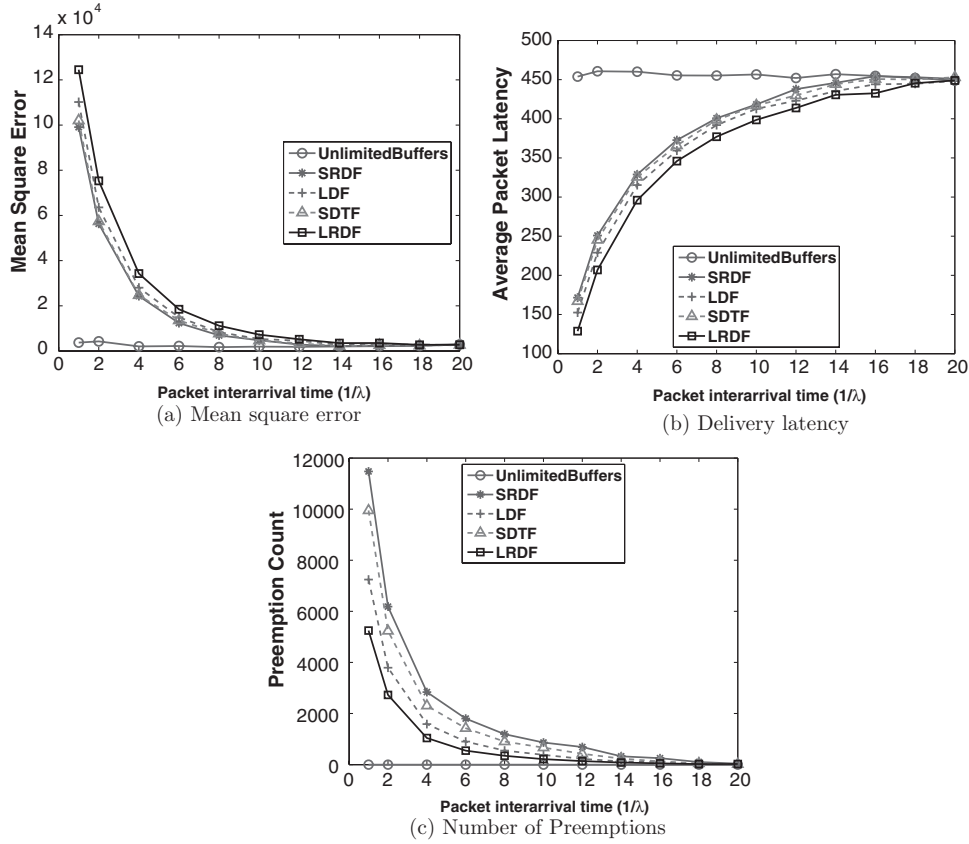 × 10^4
14
12
10
8
6
4
2
0
0 2 4 6 8 10 12 14 16 18 20
Mean Square Error
UnlimitedBuffers
SRDF
LDF
SDTF
LRDF
Packet interarrival time (1/λ)
(a) Mean square error
500
450
400
350
300
250
200
150
100
0 2 4 6 8 10 12 14 16 18 20
Average Packet Latency
UnlimitedBuffers
SRDF
LDF
SDTF
LRDF
Packet interarrival time (1/λ)
(b) Delivery latency
12000
10000
8000
6000
4000
2000
0
0 2 4 6 8 10 12 14 16 18 20
Preemption Count
UnlimitedBuffers
SRDF
LDF
SDTF
LRDF
Packet interarrival time (1/λ)
(c) Number of Preemptions